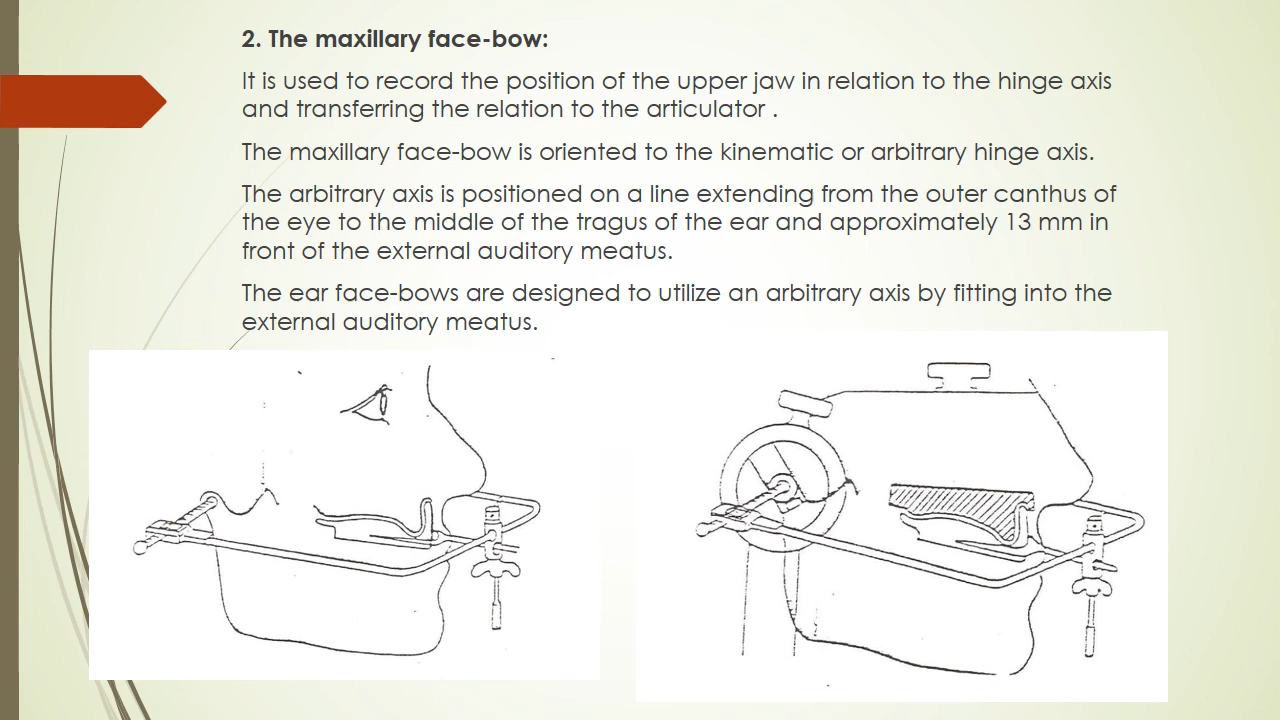 2. The maxillary face-bow:
It is used to record the position of the upper jaw in relation to the hinge axis
and transferring the relation to the articulator .
The maxillary face-bow is oriented to the kinematic or arbitrary hinge axis.
The arbitrary axis is positioned on a line extending from the outer canthus of
the eye to the middle of the tragus of the ear and approximately 13 mm in
front of the external auditory meatus.
The ear face-bows are designed to utilize an arbitrary axis by fitting into the
external auditory meatus.